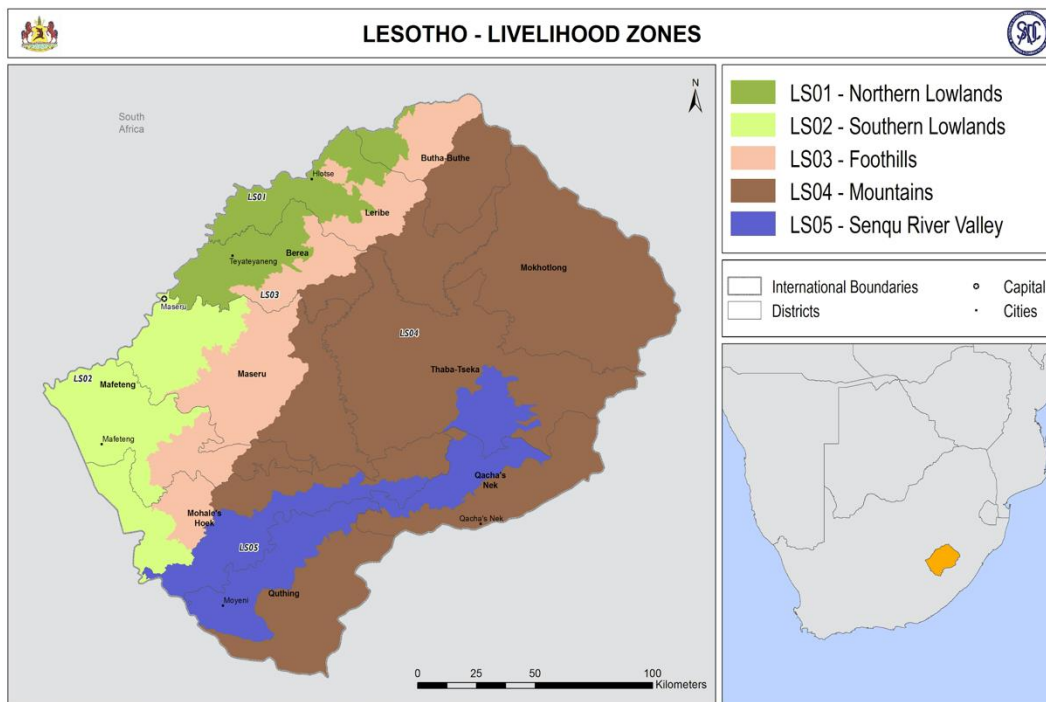 LESOTHO - LIVELIHOOD ZONES
South
Africa
N
Butha-Buthe
Hlotse
LS01
Leribe
Berea
Teyateyaneng
Mokhotlong
LS03
Maseru
LS04
LS02
Maseru
Thaba-Tseka
Mafeteng
Mafeteng
Qacha's
Nek
Mohale's
Hoek
Qacha's Nek
LS05
Quthing
Moyeni
0 25 50 100
Kilometers
LS01 - Northern Lowlands
LS02 - Southern Lowlands
LS03 - Foothills
LS04 - Mountains
LS05 - Senqu River Valley
International Boundaries
Capital
Districts
Cities